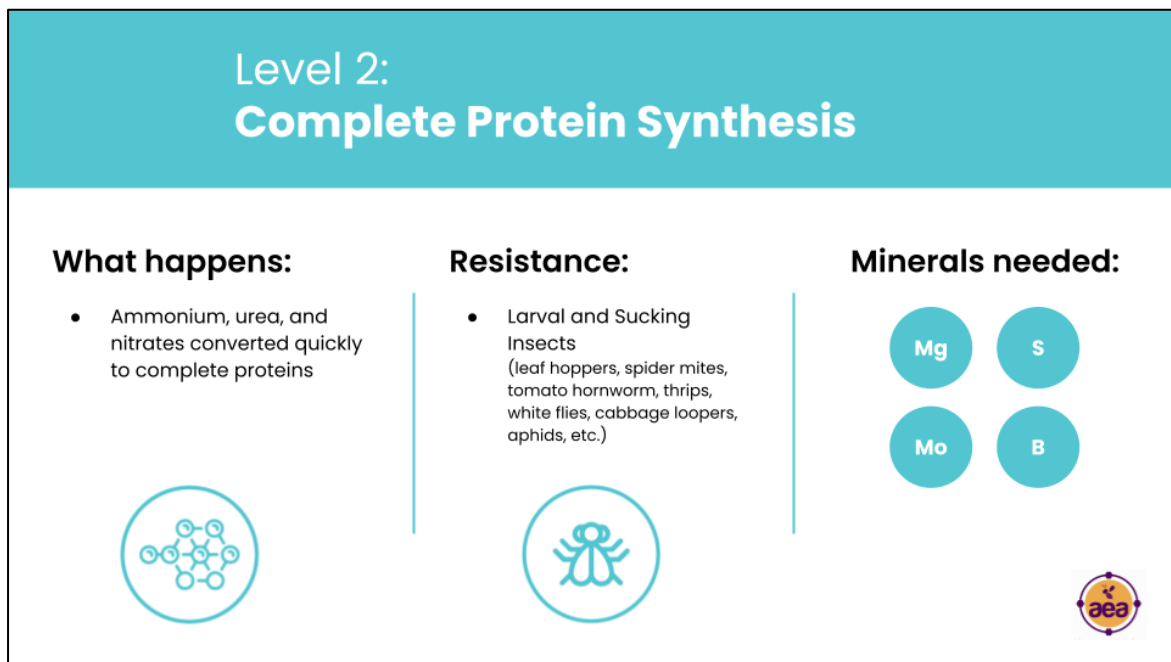 Level 2:
Complete Protein Synthesis
What happens:
● Ammonium, urea, and
nitrates converted quickly
to complete proteins
Resistance:
● Larval and Sucking
Insects
(leaf hoppers, spider mites,
tomato hornworm, thrips,
white flies, cabbage loopers,
aphids, etc.)
Minerals needed:
Mg S
Mo B
aea